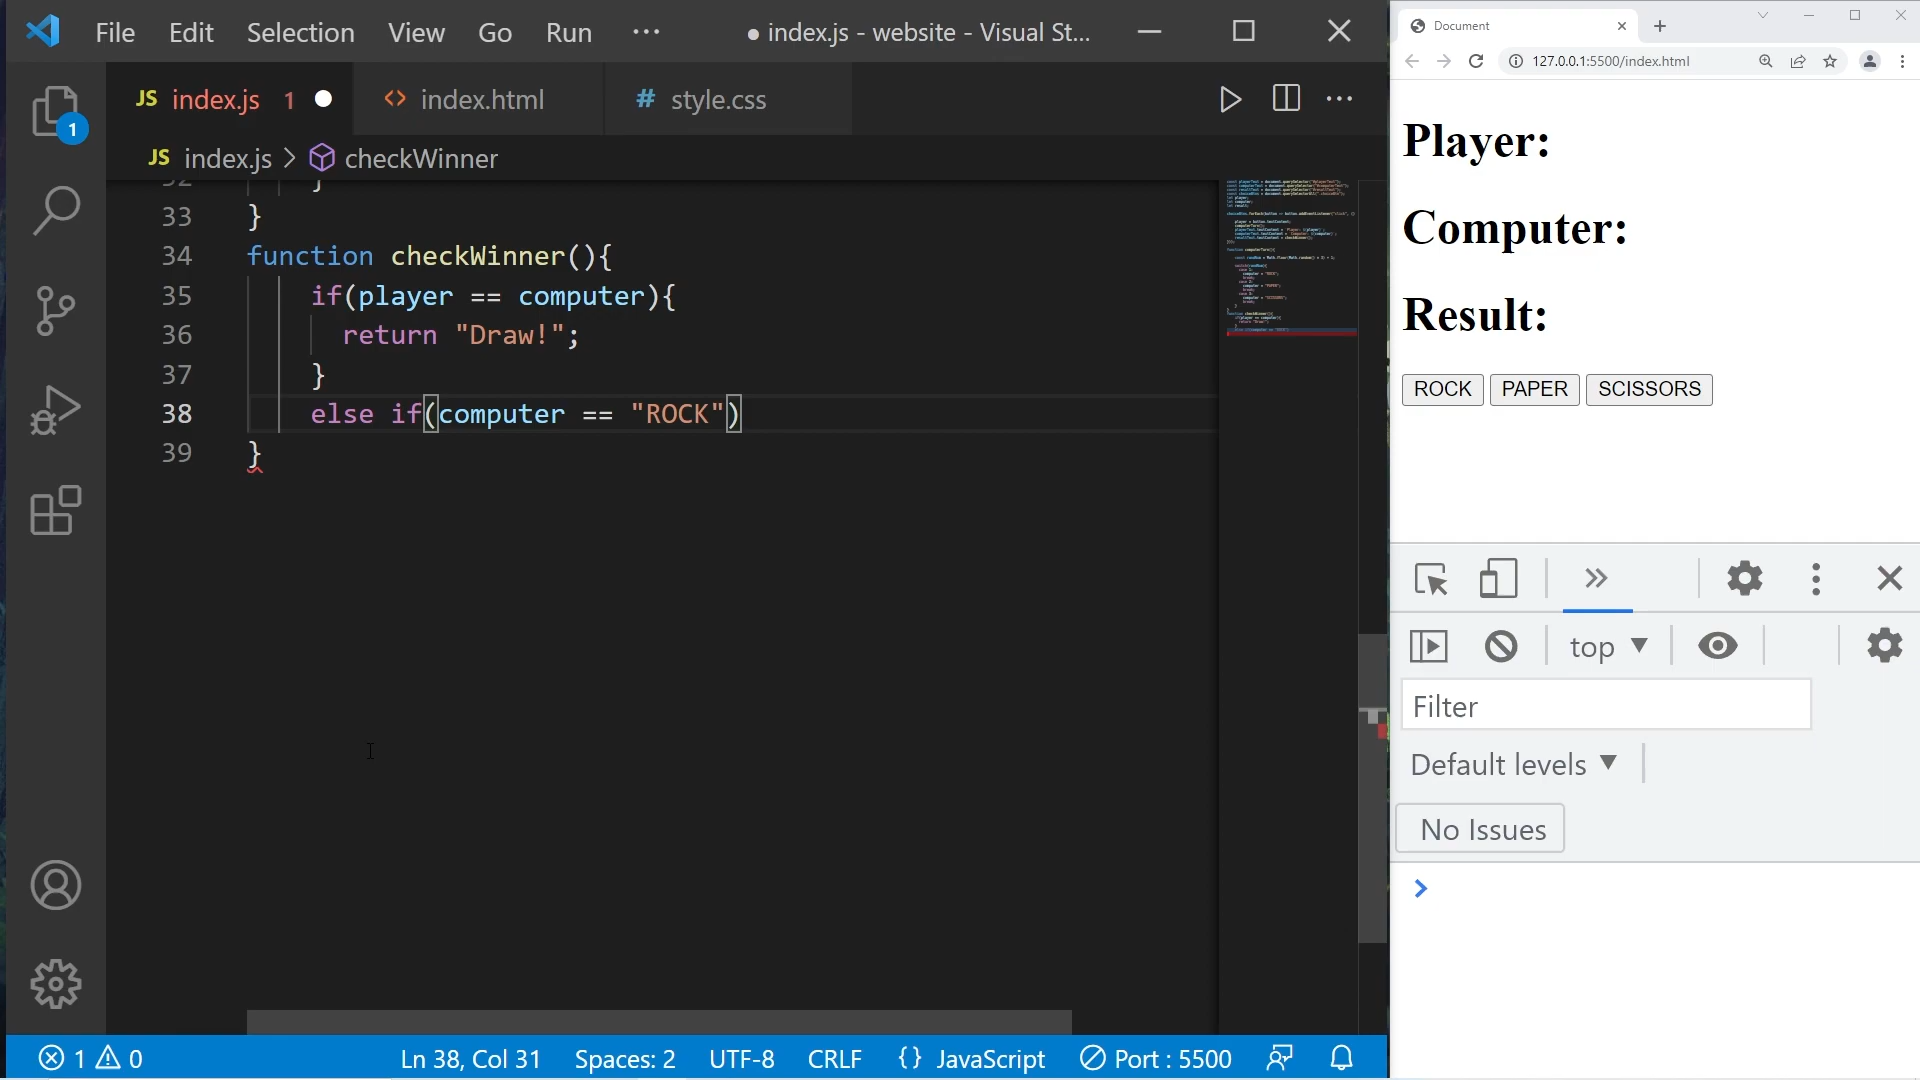 File Edit Selection View Go Run ··· ● index.js - website - Visual St...
JS index.js 1 ● <> index.html # style.css
JS index.js > checkWinner
32 }
33 }
34 function checkWinner(){
35 if(player == computer){
36 return "Draw!";
37 }
38 else if(computer == "ROCK")
39 }
1
⊗ 1 ⚠ 0 Ln 38, Col 31 Spaces: 2 UTF-8 CRLF {} JavaScript Port : 5500
Document
127.0.0.1:5500/index.html
Player:
Computer:
Result:
ROCK PAPER SCISSORS
top ▼
Filter
Default levels ▼
No Issues
>